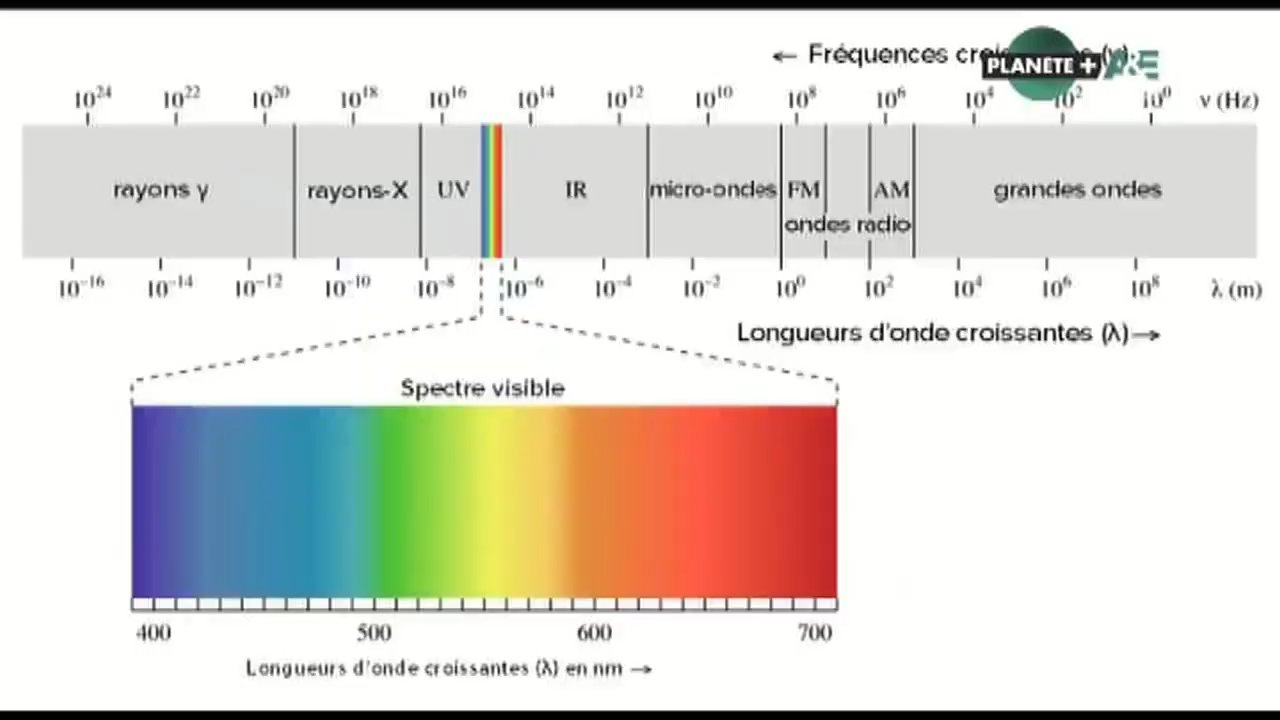 ← Fréquences (ν)
PLANETE +
A&E
10²⁴ 10²² 10²⁰ 10¹⁸ 10¹⁶ 10¹⁴ 10¹² 10¹⁰ 10⁸ 10⁶ 10⁴ 10² 10⁰ ν (Hz)
rayons γ rayons-X UV IR micro-ondes FM AM grandes ondes
ondes radio
10⁻¹⁶ 10⁻¹⁴ 10⁻¹² 10⁻¹⁰ 10⁻⁸ 10⁻⁶ 10⁻⁴ 10⁻² 10⁰ 10² 10⁴ 10⁶ 10⁸ λ (m)
Longueurs d'onde croissantes (λ)→
Spectre visible
400 500 600 700
Longueurs d'onde croissantes (λ) en nm →